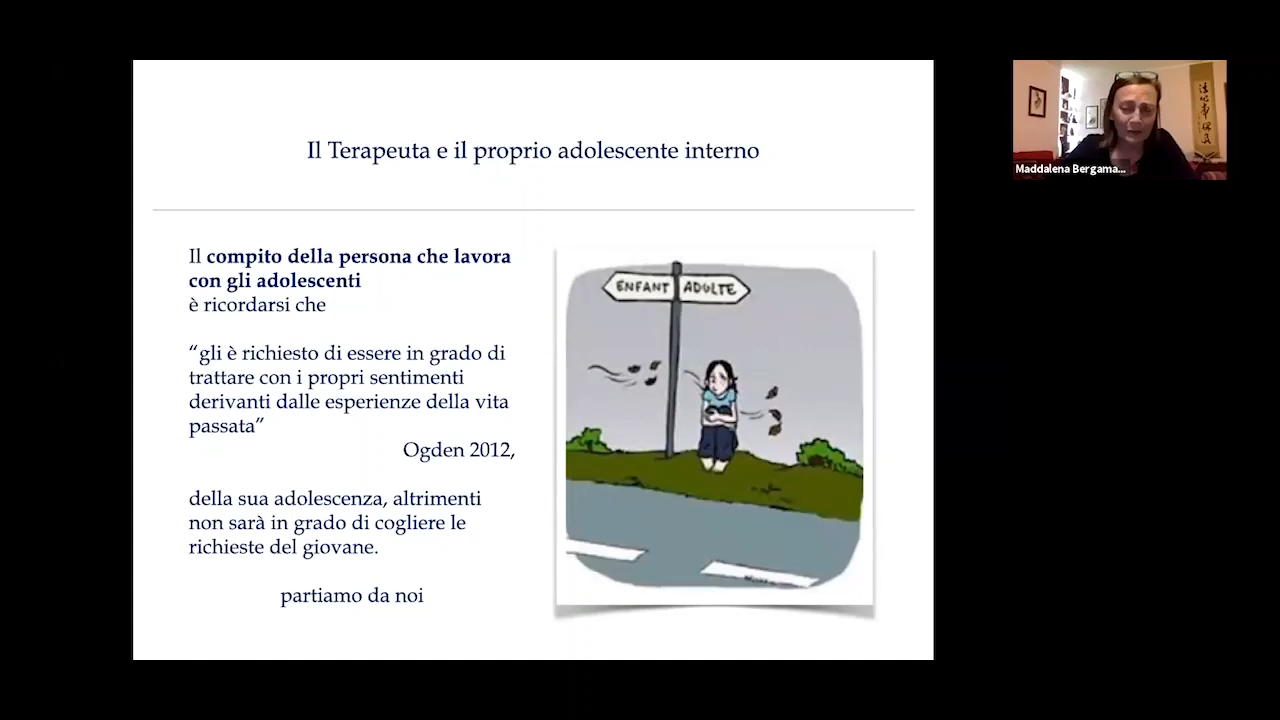 Il Terapeuta e il proprio adolescente interno
Il compito della persona che lavora
con gli adolescenti
è ricordarsi che
“gli è richiesto di essere in grado di
trattare con i propri sentimenti
derivanti dalle esperienze della vita
passata”
Ogden 2012,
della sua adolescenza, altrimenti
non sarà in grado di cogliere le
richieste del giovane.
partiamo da noi
ENFANT ADULTE
Maddalena Bergama...